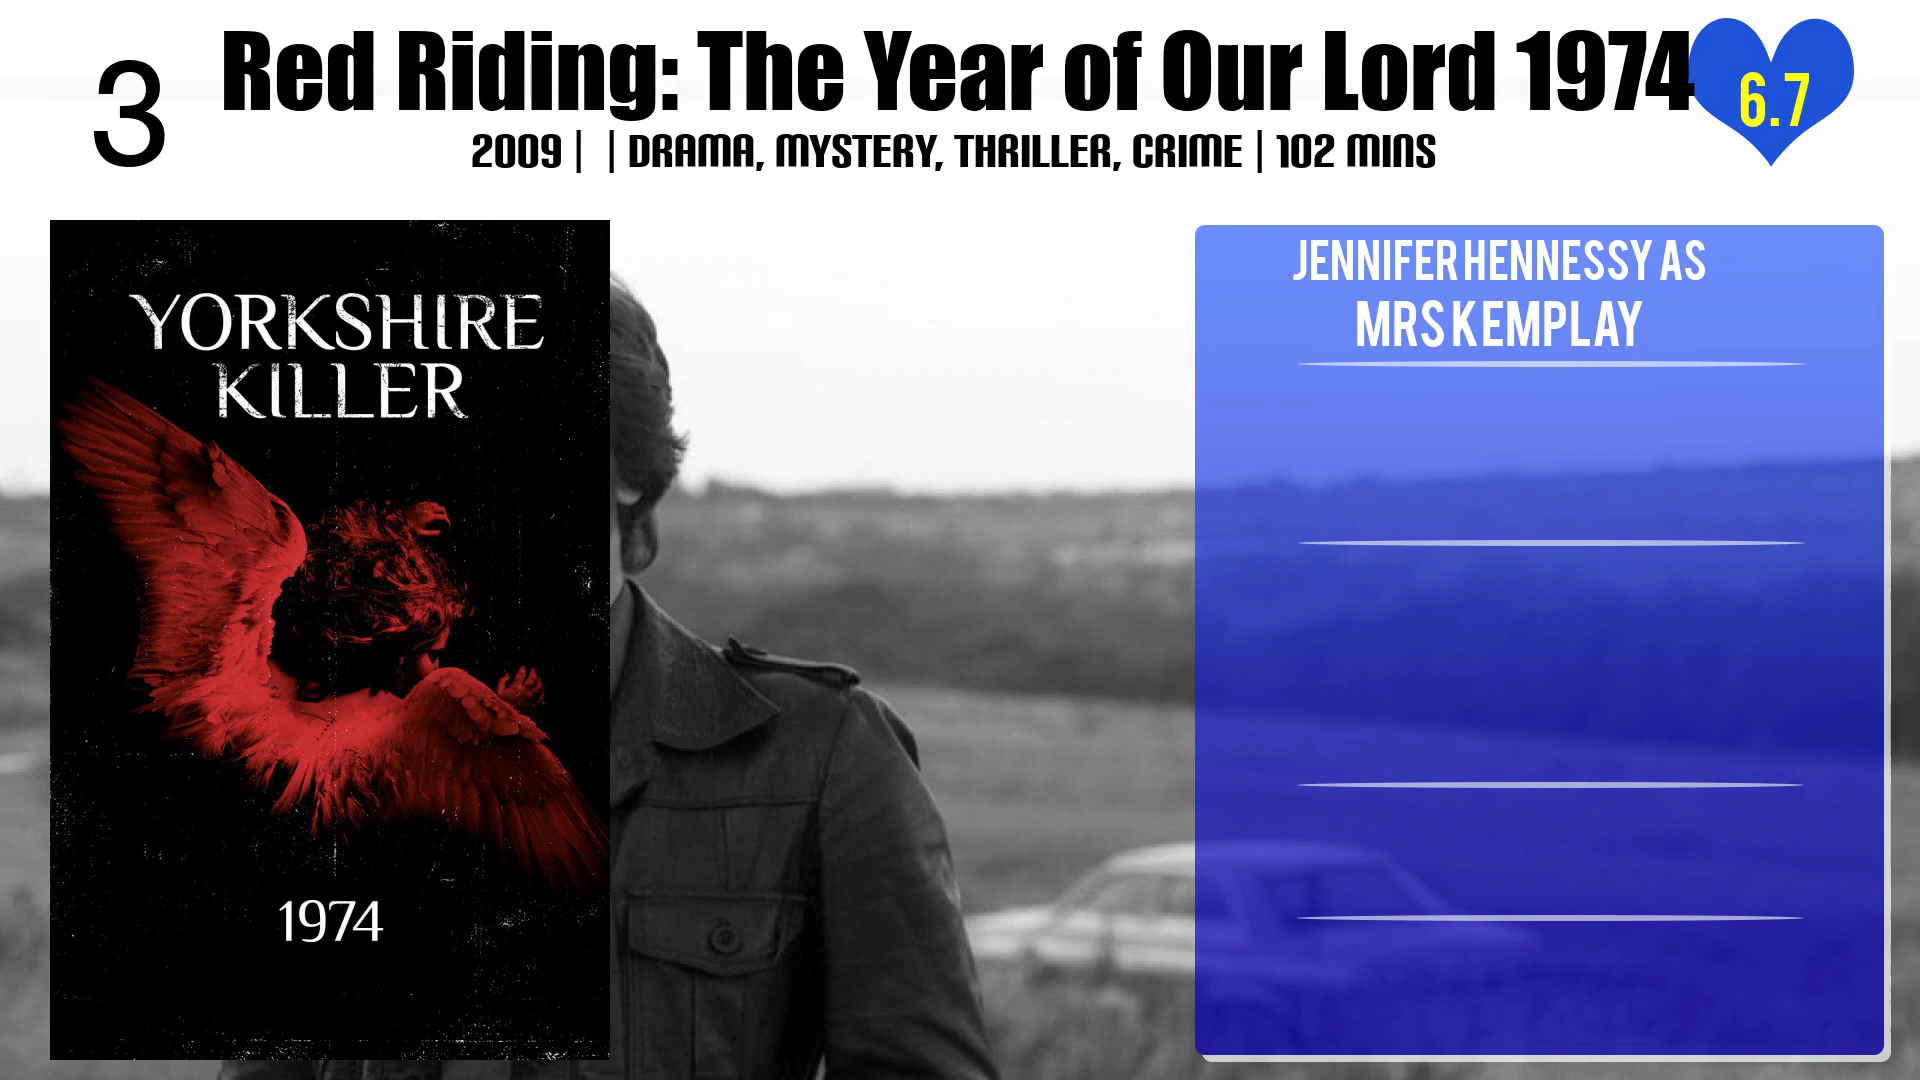 3
Red Riding: The Year of Our Lord 1974
6.7
2009 | | DRAMA, MYSTERY, THRILLER, CRIME | 102 MINS
YORKSHIRE
KILLER
1974
JENNIFER HENNESSY AS
MRS KEMPLAY